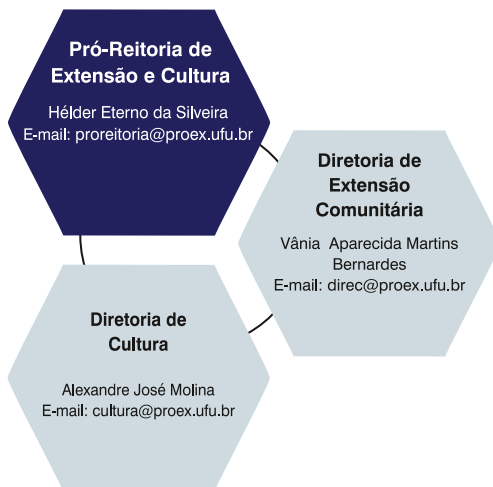 Pró-Reitoria de
Extensão e Cultura
Hélder Eterno da Silveira
E-mail: proreitoria@proex.ufu.br
Diretoria de
Extensão
Comunitária
Vânia Aparecida Martins
Bernardes
E-mail: direc@proex.ufu.br
Diretoria de
Cultura
Alexandre José Molina
E-mail: cultura@proex.ufu.br